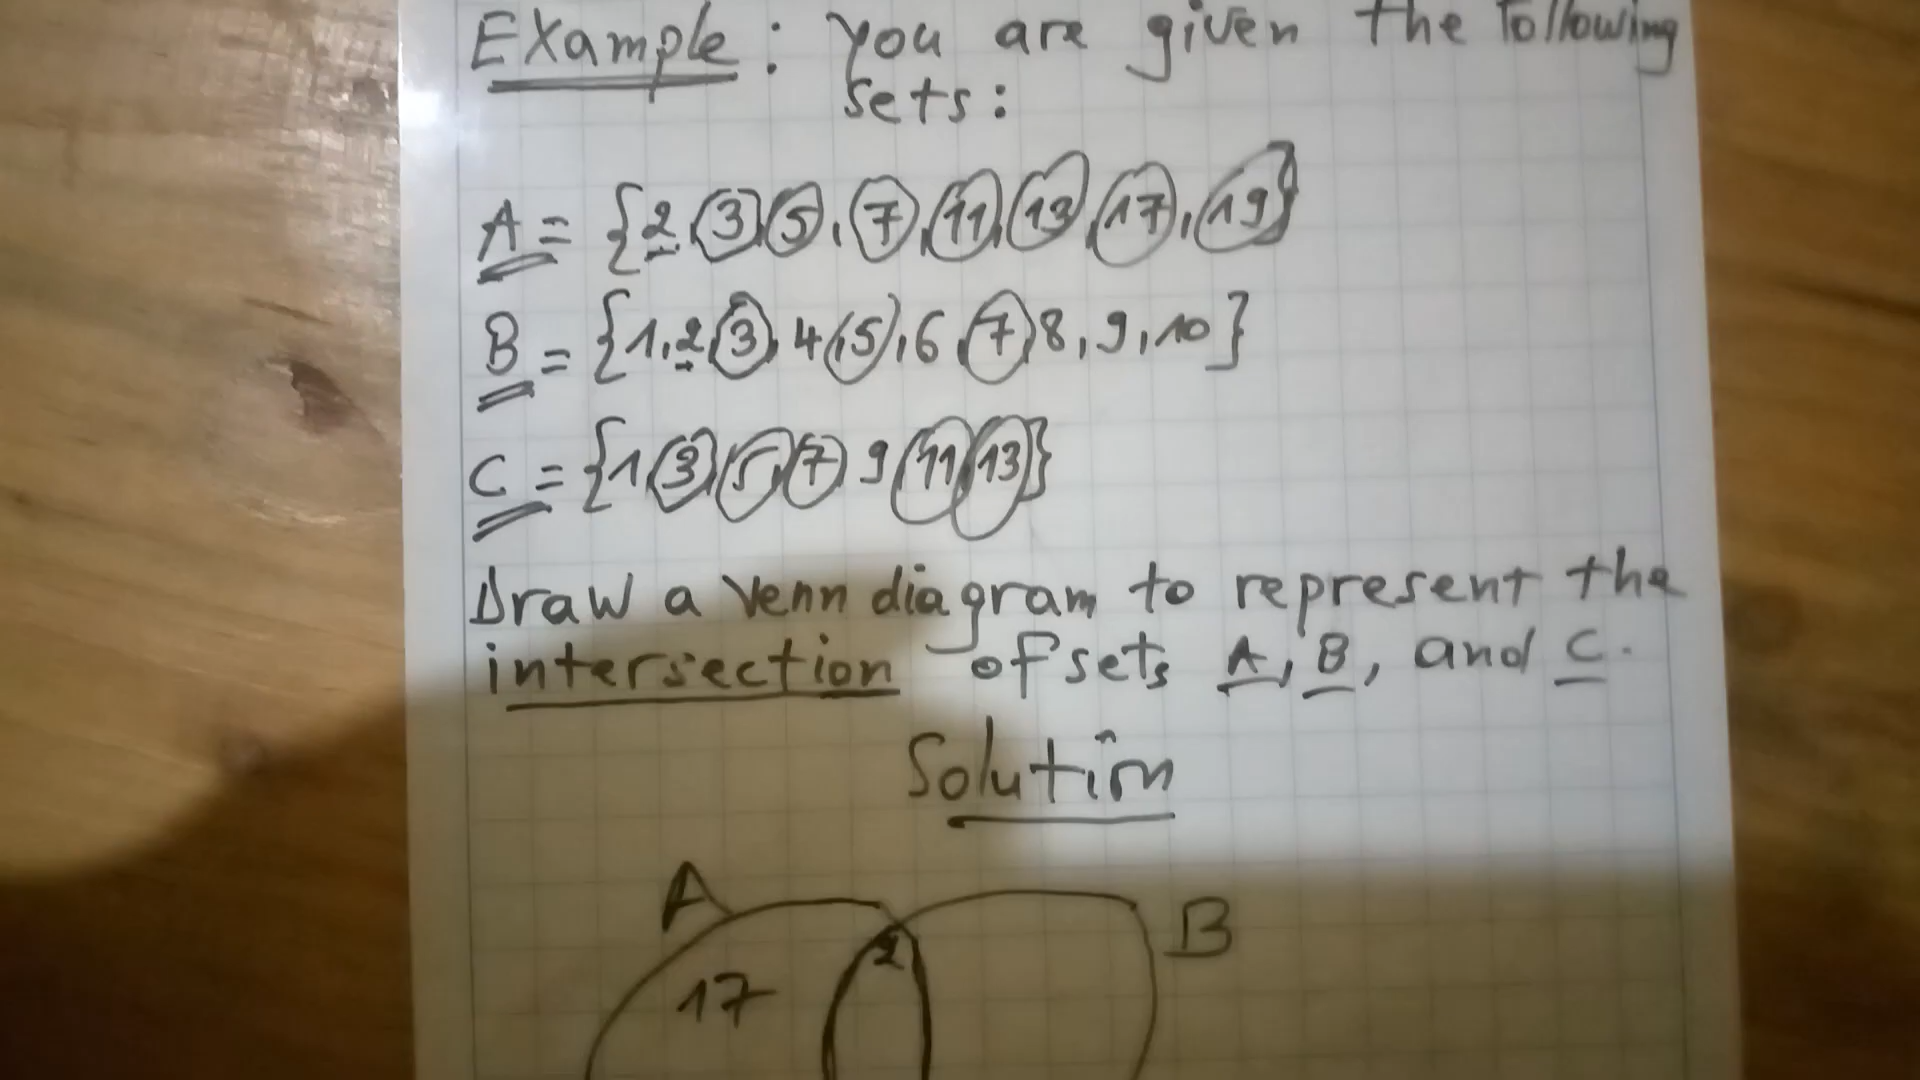 Example: you are given the following
sets:
A = {2, 3, 5, 7, 11, 13, 17, 19}
B = {1, 2, 3, 4, 5, 6, 7, 8, 9, 10}
C = {1, 3, 5, 7, 9, 11, 13}
Draw a Venn diagram to represent the
intersection of sets A, B, and C.
Solution
A
B
2
17